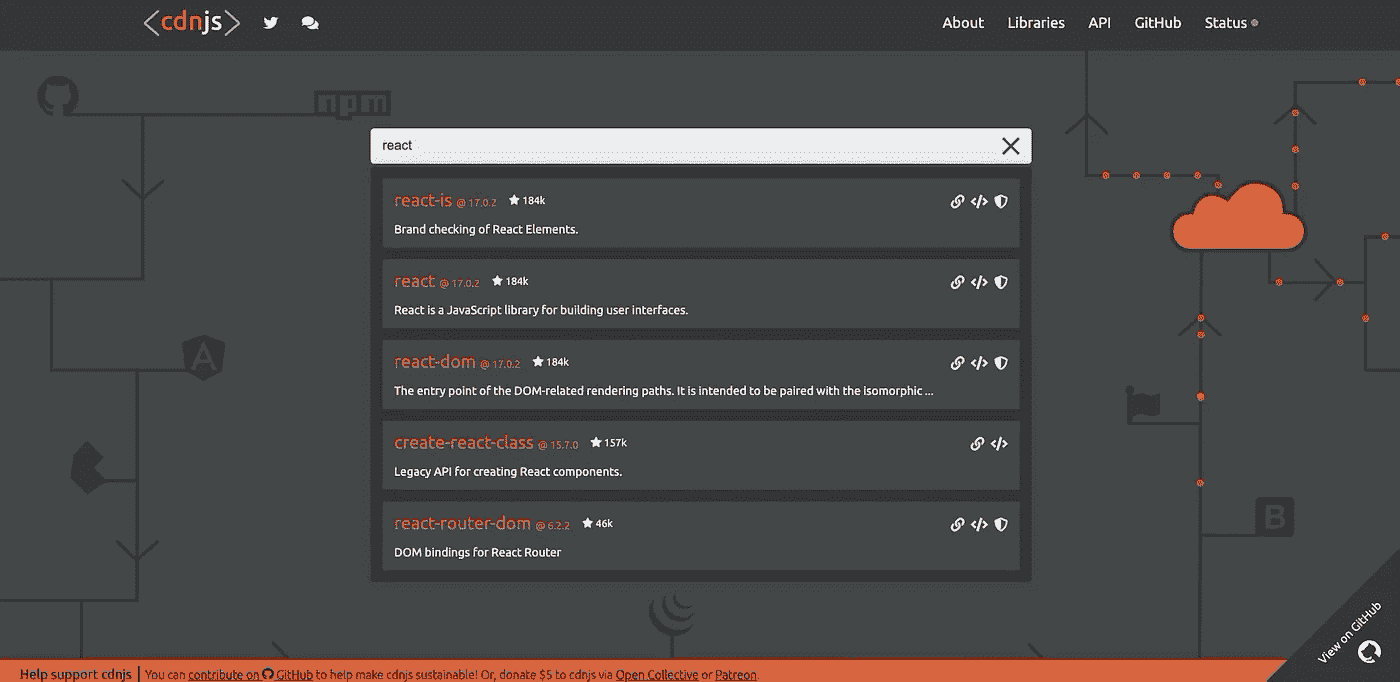 <cdnjs> About Libraries API GitHub Status
npm
react
react-is @ 17.0.2 184k
Brand checking of React Elements.
react @ 17.0.2 184k
React is a JavaScript library for building user interfaces.
react-dom @ 17.0.2 184k
The entry point of the DOM-related rendering paths. It is intended to be paired with the isomorphic ...
create-react-class @ 15.7.0 157k
Legacy API for creating React components.
react-router-dom @ 6.2.2 46k
DOM bindings for React Router
A
B
View on GitHub
Help support cdnjs | You can contribute on GitHub to help make cdnjs sustainable! Or, donate $5 to cdnjs via Open Collective or Patreon.